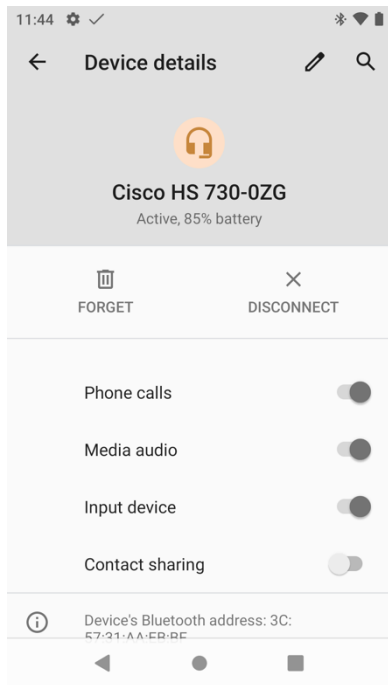 11:44
Device details
Cisco HS 730-0ZG
Active, 85% battery
FORGET
DISCONNECT
Phone calls
Media audio
Input device
Contact sharing
Device's Bluetooth address: 3C:
57:31:AA:EB:BF